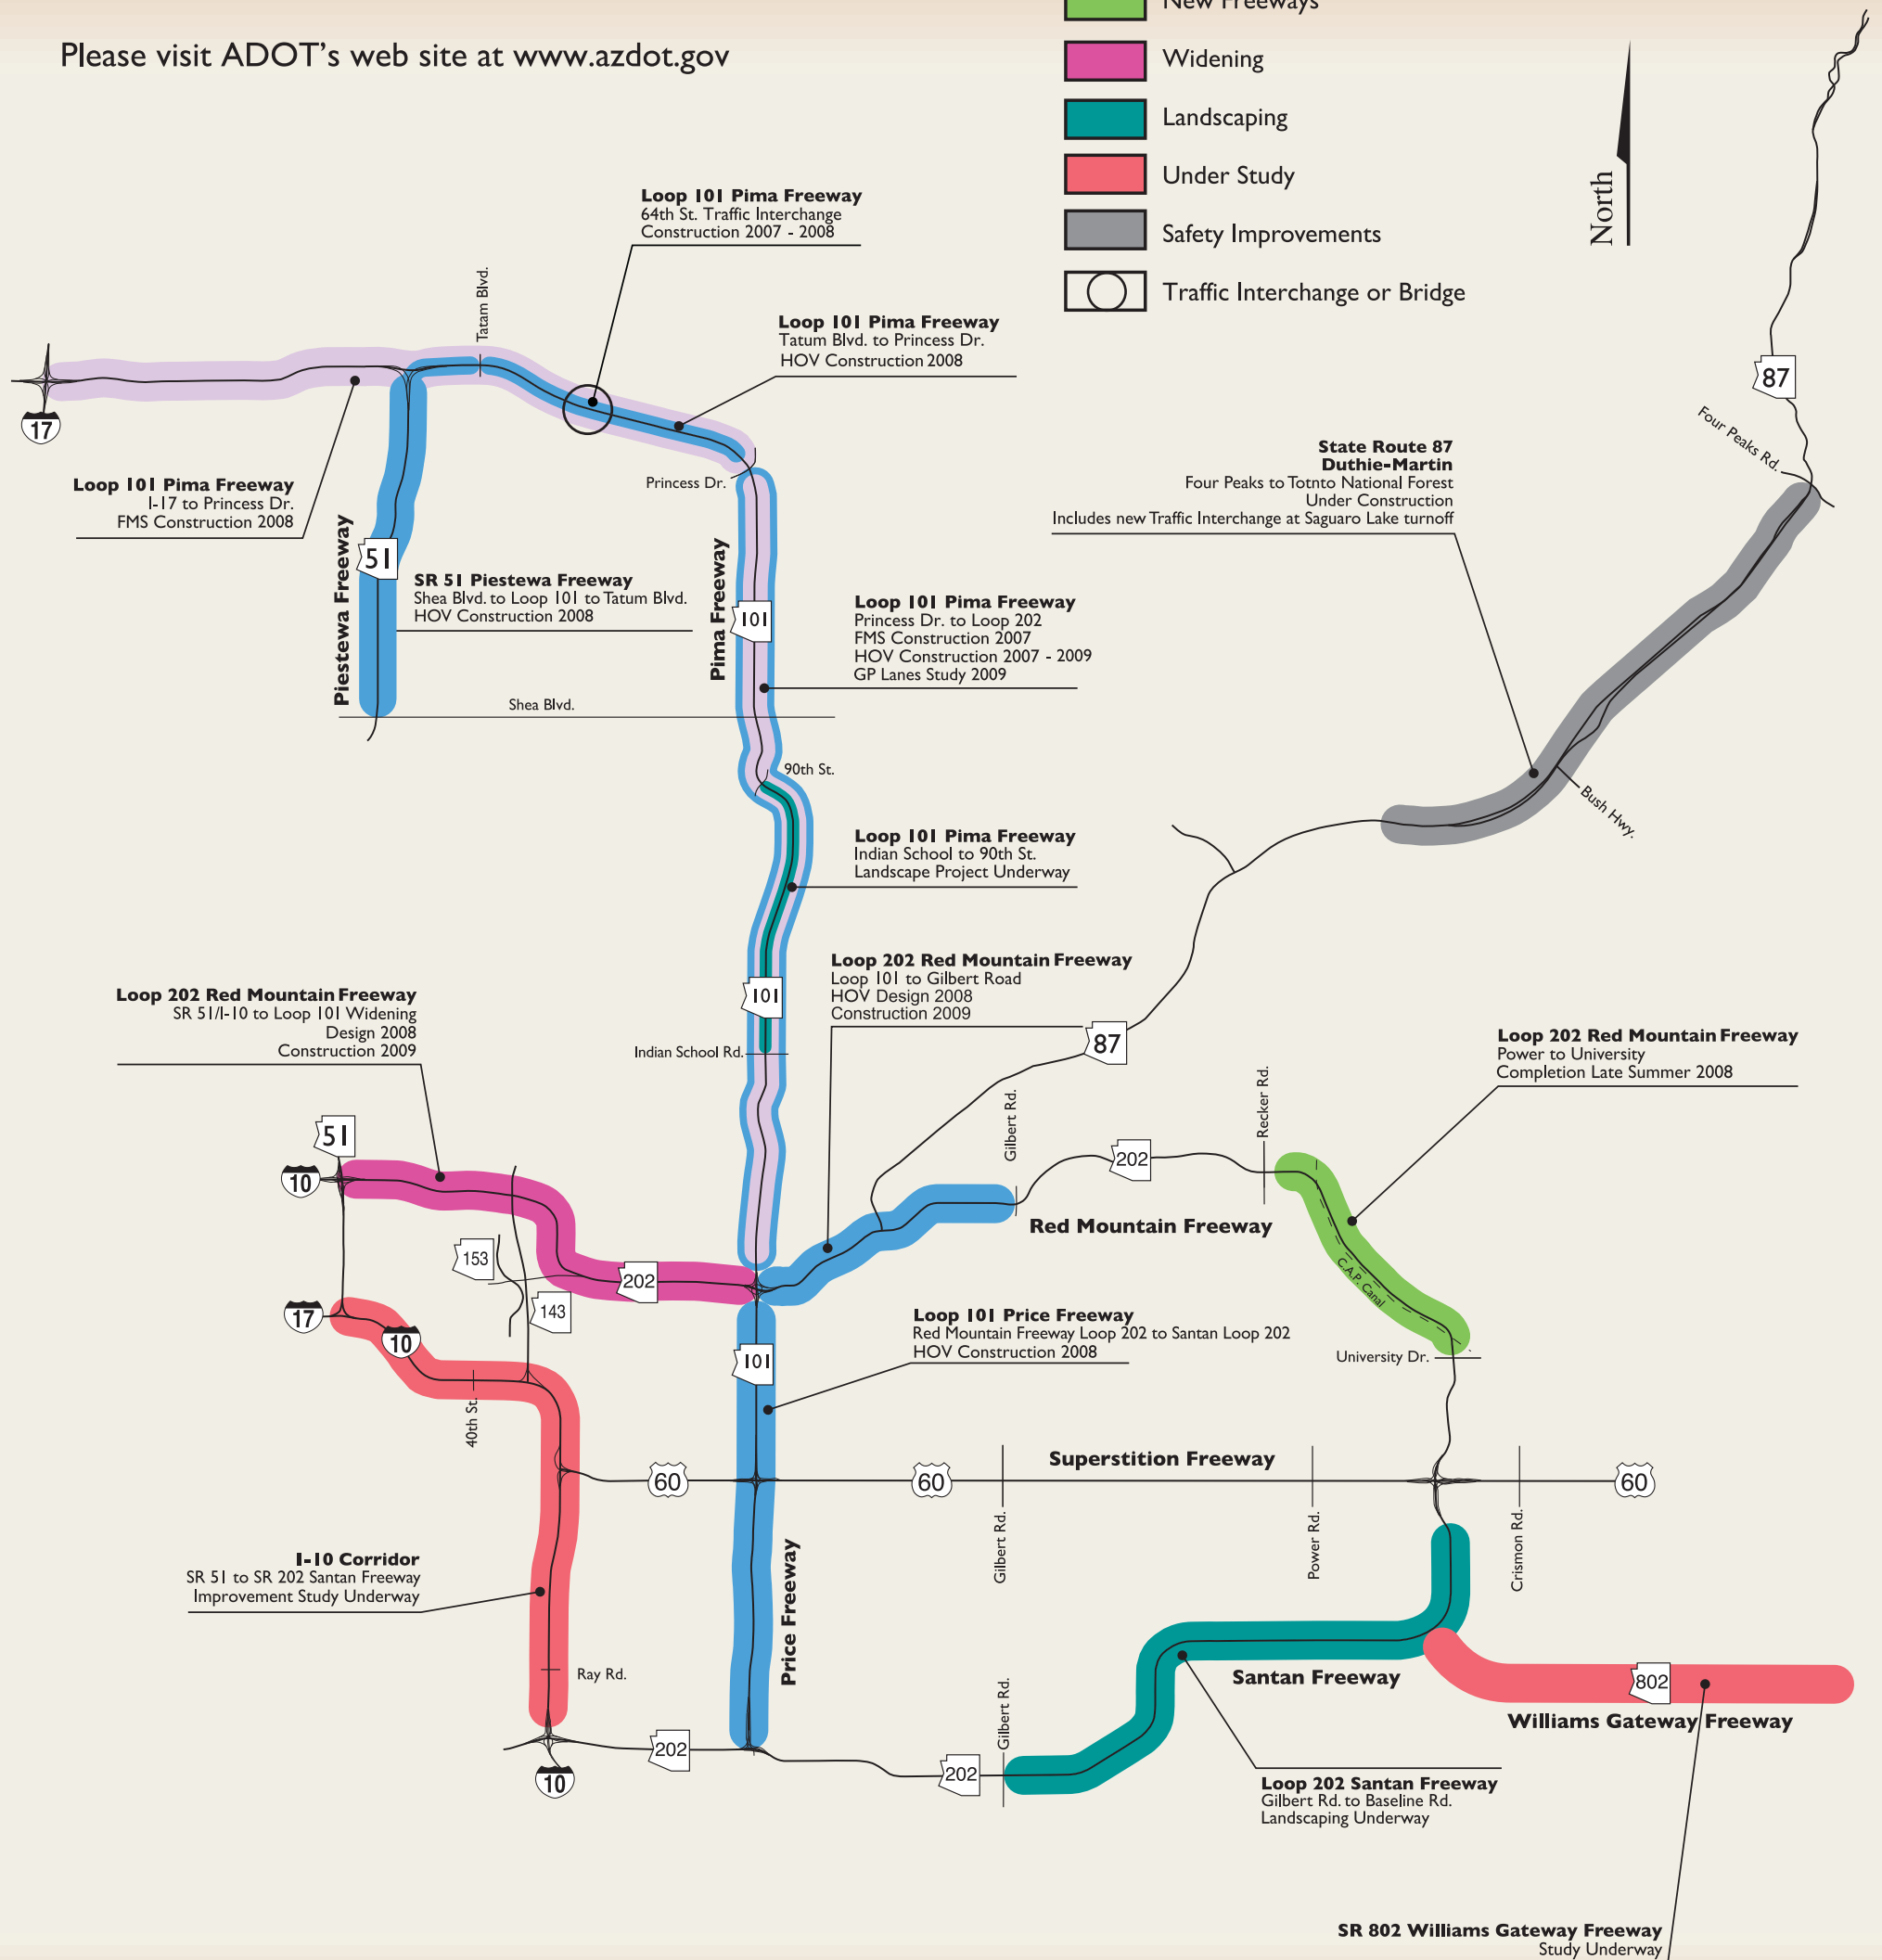 New Freeways
Please visit ADOT's web site at www.azdot.gov
Widening
Landscaping
Under Study
Safety Improvements
Traffic Interchange or Bridge
North
Loop 101 Pima Freeway
64th St. Traffic Interchange
Construction 2007 - 2008
Tatam Blvd.
Loop 101 Pima Freeway
Tatum Blvd. to Princess Dr.
HOV Construction 2008
17
87
Four Peaks Rd.
State Route 87
Duthie-Martin
Four Peaks to Totnto National Forest
Under Construction
Includes new Traffic Interchange at Saguaro Lake turnoff
Princess Dr.
Loop 101 Pima Freeway
I-17 to Princess Dr.
FMS Construction 2008
51
Piestewa Freeway
SR 51 Piestewa Freeway
Shea Blvd. to Loop 101 to Tatum Blvd.
HOV Construction 2008
Pima Freeway
101
Loop 101 Pima Freeway
Princess Dr. to Loop 202
FMS Construction 2007
HOV Construction 2007 - 2009
GP Lanes Study 2009
Shea Blvd.
90th St.
Bush Hwy.
Loop 101 Pima Freeway
Indian School to 90th St.
Landscape Project Underway
101
Loop 202 Red Mountain Freeway
Loop 101 to Gilbert Road
HOV Design 2008
Construction 2009
Loop 202 Red Mountain Freeway
SR 51/I-10 to Loop 101 Widening
Design 2008
Construction 2009
Indian School Rd.
87
Loop 202 Red Mountain Freeway
Power to University
Completion Late Summer 2008
Gilbert Rd.
Recker Rd.
51
10
202
Red Mountain Freeway
153
202
C.A.P. Canal
17
143
10
Loop 101 Price Freeway
Red Mountain Freeway Loop 202 to Santan Loop 202
HOV Construction 2008
101
University Dr.
40th St.
Superstition Freeway
60
60
60
Gilbert Rd.
Power Rd.
Crismon Rd.
I-10 Corridor
SR 51 to SR 202 Santan Freeway
Improvement Study Underway
Price Freeway
Ray Rd.
Santan Freeway
802
Williams Gateway Freeway
Gilbert Rd.
202
202
10
Loop 202 Santan Freeway
Gilbert Rd. to Baseline Rd.
Landscaping Underway
SR 802 Williams Gateway Freeway
Study Underway